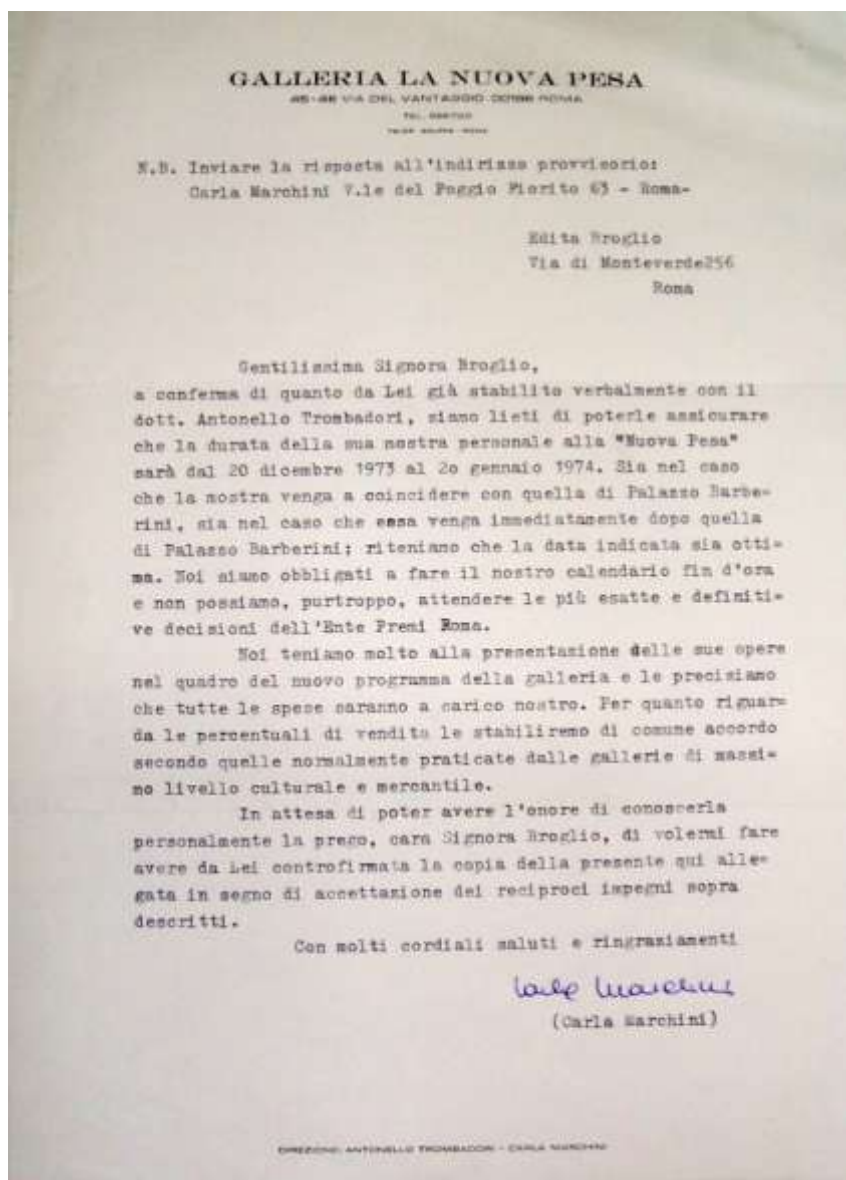 GALLERIA LA NUOVA PESA
45-46 VIA DEL VANTAGGIO 00186 ROMA
TEL.
N.B. Inviare la risposta all'indirizzo provvisorio:
Carla Marchini V.le del Poggio Fiorito 63 - Roma-
Edita Broglio
Via di Monteverde256
Roma
Gentilissima Signora Broglio,
a conferma di quanto da Lei già stabilito verbalmente con il
dott. Antonello Trombadori, siamo lieti di poterle assicurare
che la durata della sua mostra personale alla "Nuova Pesa"
sarà dal 20 dicembre 1973 al 2o gennaio 1974. Sia nel caso
che la mostra venga a coincidere con quella di Palazzo Barbe=
rini, sia nel caso che essa venga immediatamente dopo quella
di Palazzo Barberini; riteniamo che la data indicata sia otti=
ma. Noi siamo obbligati a fare il nostro calendario fin d'ora
e non possiamo, purtroppo, attendere le più esatte e definiti=
ve decisioni dell'Ente Premi Roma.
Noi teniamo molto alla presentazione delle sue opere
nel quadro del nuovo programma della galleria e le precisiamo
che tutte le spese saranno a carico nostro. Per quanto riguar=
da le percentuali di vendita le stabiliremo di comune accordo
secondo quelle normalmente praticate dalle gallerie di massi=
mo livello culturale e mercantile.
In attesa di poter avere l'onore di conoscerla
personalmente la prego, cara Signora Broglio, di volermi fare
avere da Lei controfirmata la copia della presente qui alle=
gata in segno di accettazione dei reciproci impegni sopra
descritti.
Con molti cordiali saluti e ringraziamenti
Carla Marchini
(Carla Marchini)
DIREZIONE: ANTONELLO TROMBADORI - CARLA MARCHINI